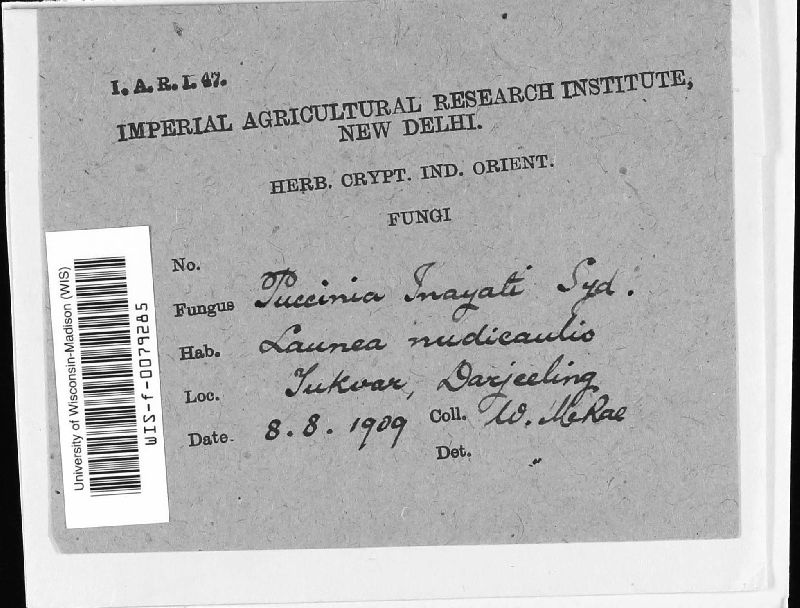 I. A. R. I. 47.
IMPERIAL AGRICULTURAL RESEARCH INSTITUTE,
NEW DELHI.
HERB. CRYPT. IND. ORIENT.
FUNGI
No.
Fungus Puccinia Inayati Syd.
Hab. Launea nudicaulis
Loc. Tukvar, Darjeeling
Date. 8. 8. 1909 Coll. W. McRae
Det. "
University of Wisconsin-Madison (WIS)
WIS-f-0079285